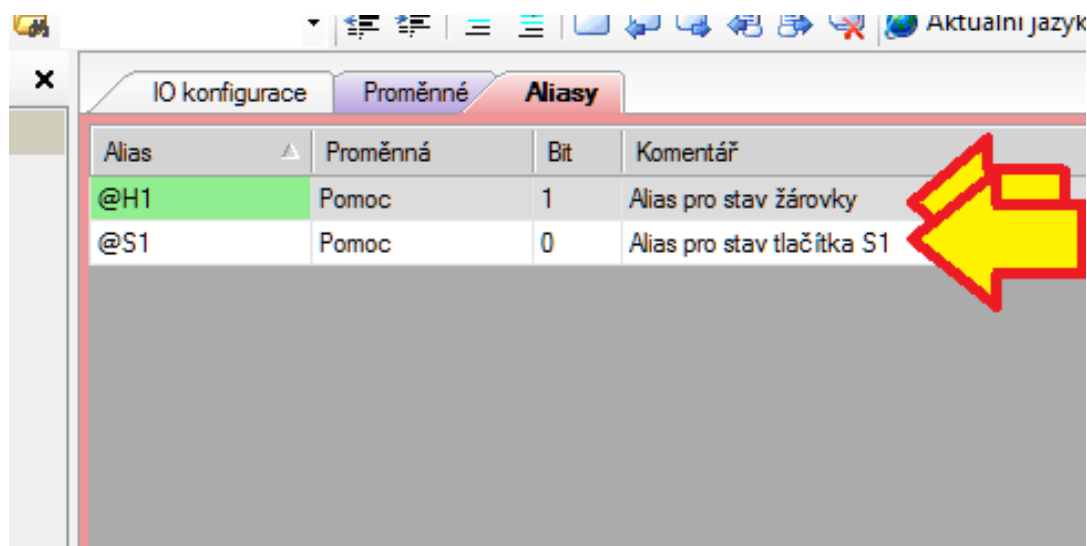 Aktuální jazyk
IO konfigurace Proměnné Aliasy
Alias Proměnná Bit Komentář
@H1 Pomoc 1 Alias pro stav žárovky
@S1 Pomoc 0 Alias pro stav tlačítka S1